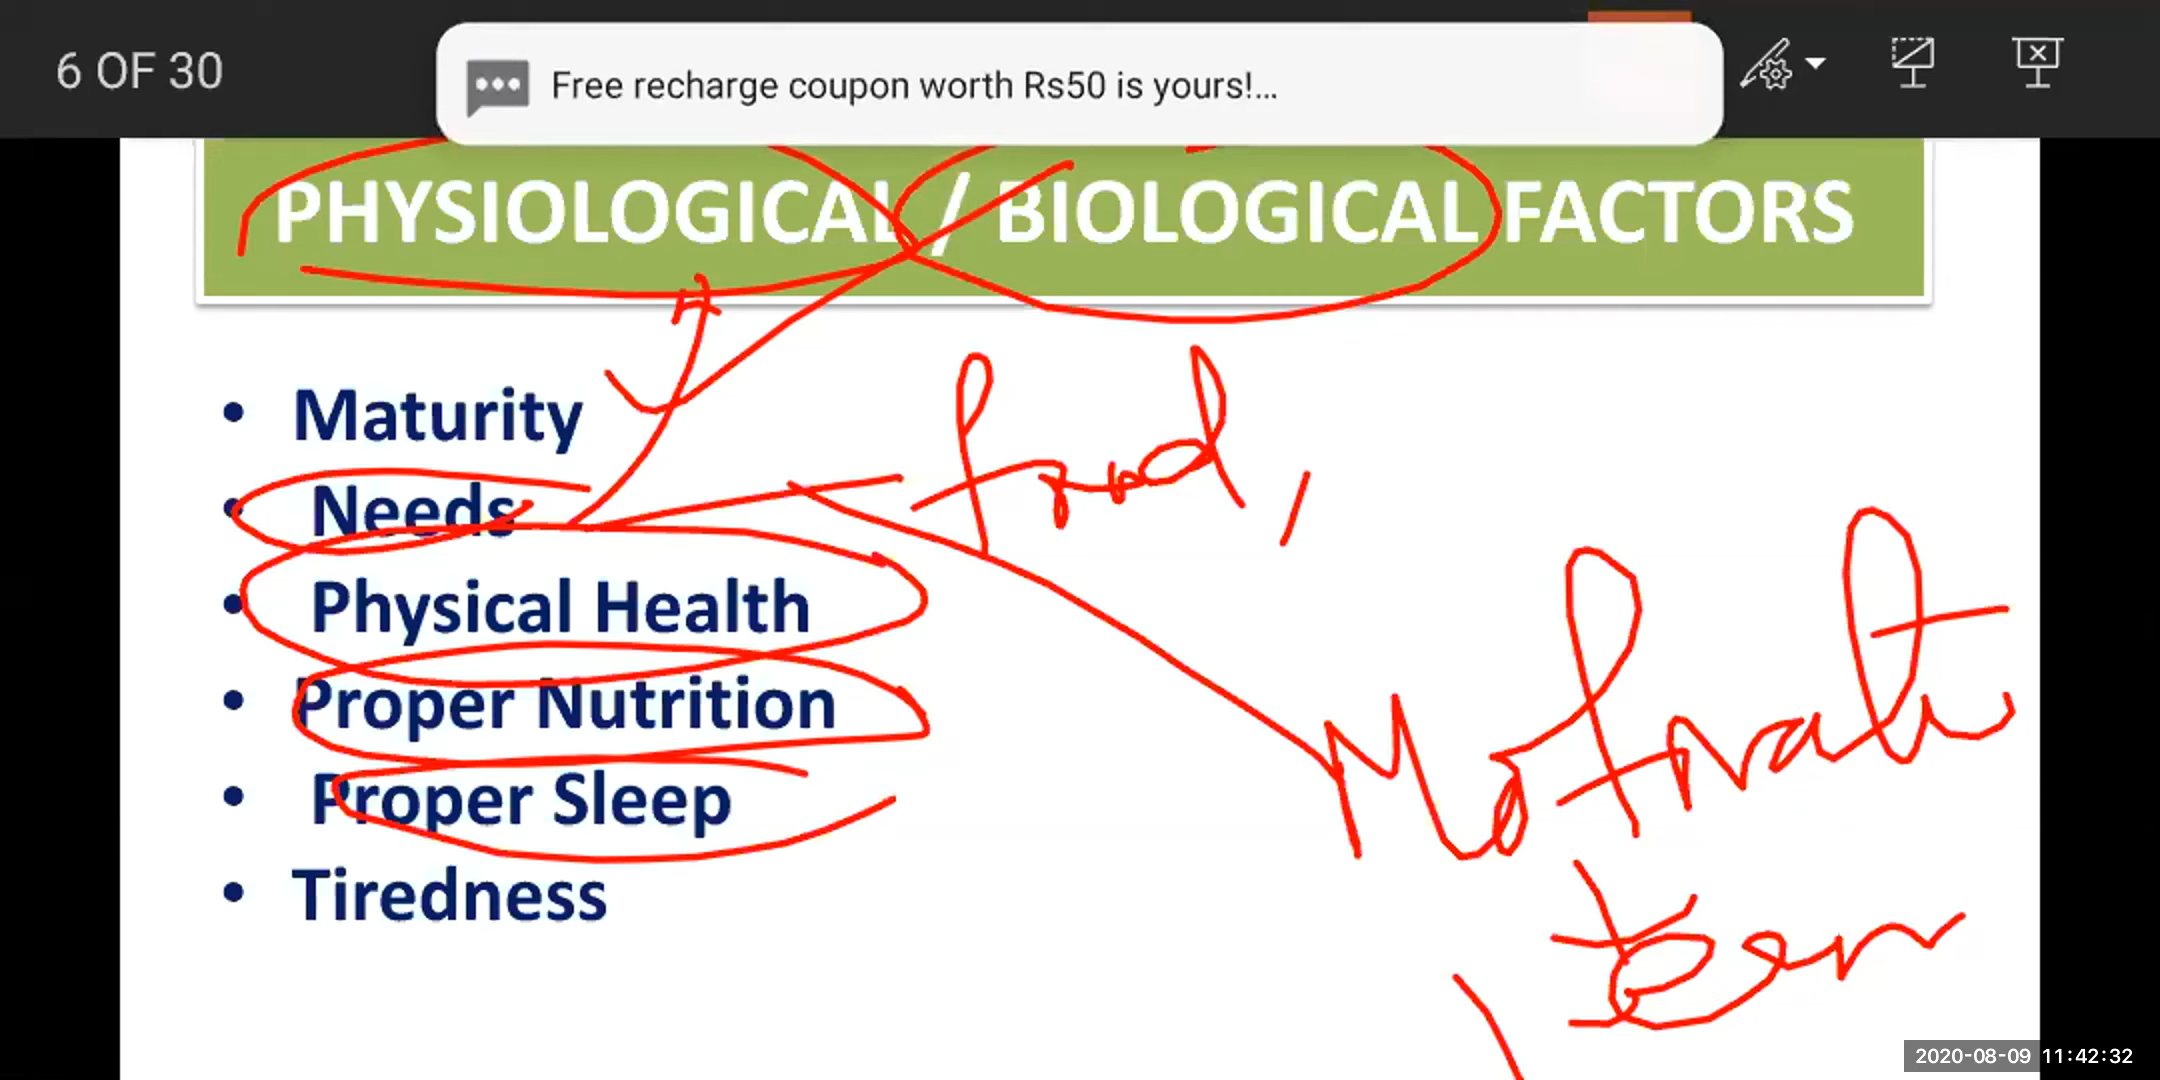 6 OF 30
Free recharge coupon worth Rs50 is yours!...
PHYSIOLOGICAL / BIOLOGICAL FACTORS
• Maturity
• Needs
• Physical Health
• Proper Nutrition
• Proper Sleep
• Tiredness
food,
2020-08-09 11:42:32